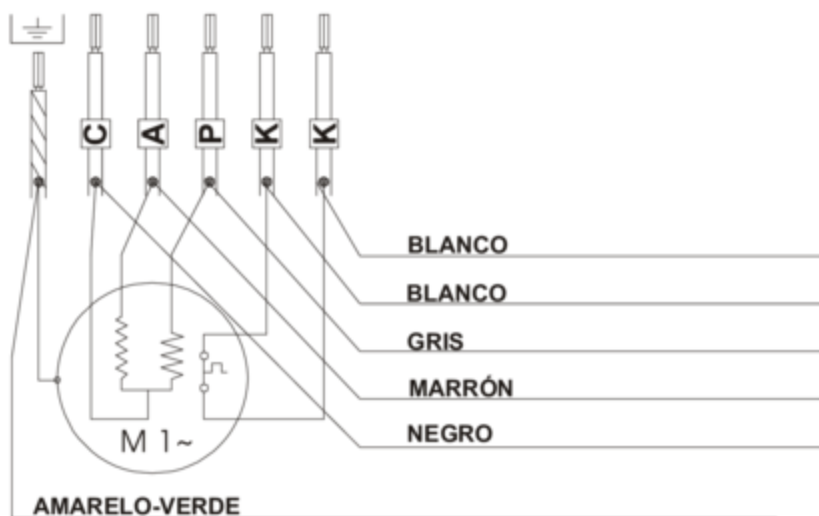 C A P K K
BLANCO
BLANCO
GRIS
MARRÓN
NEGRO
M 1~
AMARELO-VERDE